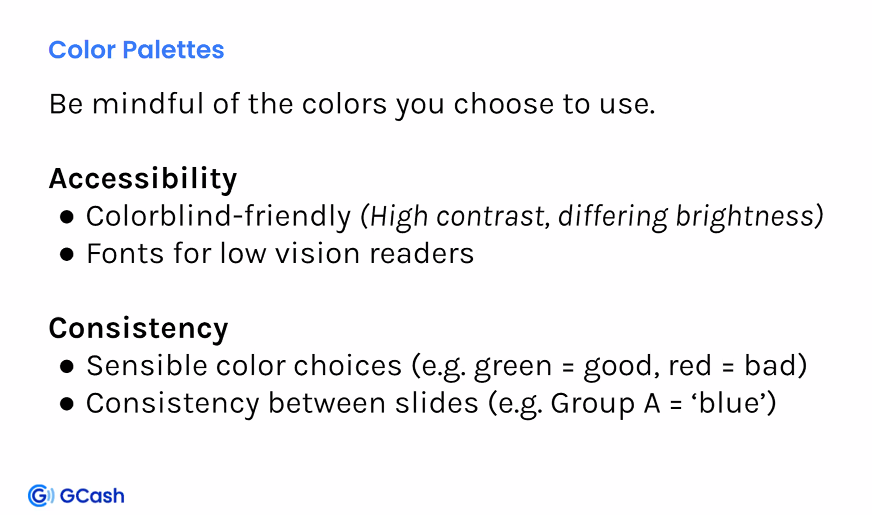 Color Palettes
Be mindful of the colors you choose to use.
Accessibility
● Colorblind-friendly (High contrast, differing brightness)
● Fonts for low vision readers
Consistency
● Sensible color choices (e.g. green = good, red = bad)
● Consistency between slides (e.g. Group A = ‘blue’)
GCash